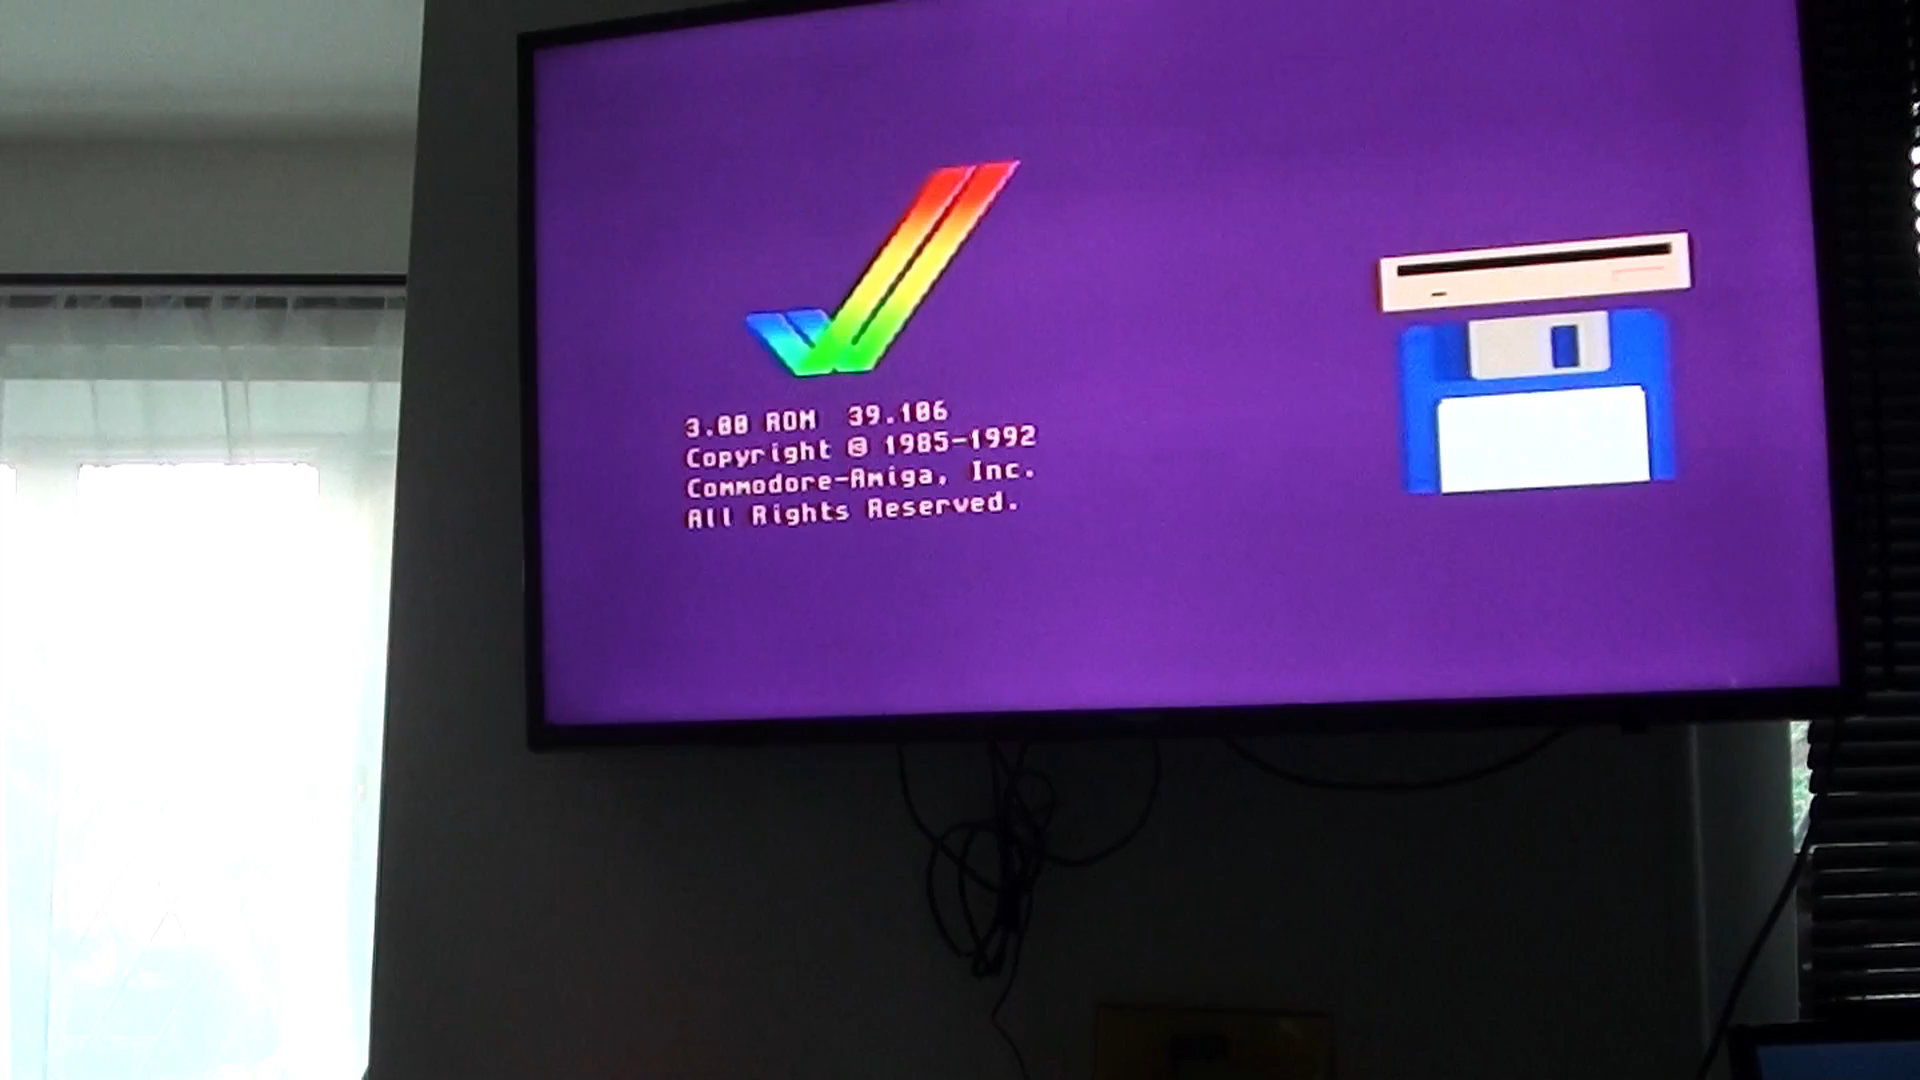 3.00 ROM  39.106
Copyright © 1985-1992
Commodore-Amiga, Inc.
All Rights Reserved.